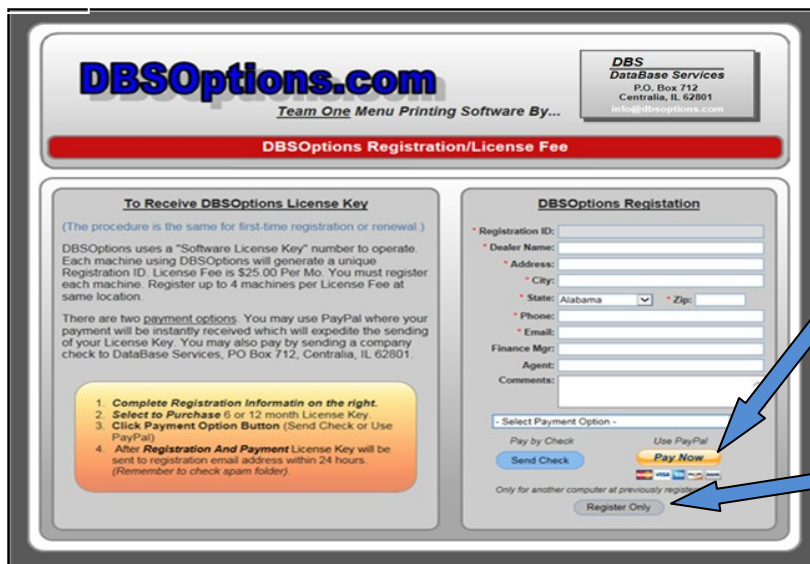 DBSOptions.com
Team One Menu Printing Software By...
DBS
DataBase Services
P.O. Box 712
Centralia, IL 62801
info@dbsoptions.com
DBSOptions Registration/License Fee
To Receive DBSOptions License Key
(The procedure is the same for first-time registration or renewal.)
DBSOptions uses a "Software License Key" number to operate.
Each machine using DBSOptions will generate a unique
Registration ID. License Fee is $25.00 Per Mo. You must register
each machine. Register up to 4 machines per License Fee at
same location.
There are two payment options. You may use PayPal where your
payment will be instantly received which will expedite the sending
of your License Key. You may also pay by sending a company
check to DataBase Services, PO Box 712, Centralia, IL 62801.
1. Complete Registration Informatin on the right.
2. Select to Purchase 6 or 12 month License Key.
3. Click Payment Option Button (Send Check or Use
PayPal)
4. After Registration And Payment License Key will be
sent to registration email address within 24 hours.
(Remember to check spam folder).
DBSOptions Registation
* Registration ID:
* Dealer Name:
* Address:
* City:
* State: Alabama * Zip:
* Phone:
* Email:
Finance Mgr:
Agent:
Comments:
- Select Payment Option -
Pay by Check Use PayPal
Send Check Pay Now
VISA
Only for another computer at previously
Register Only